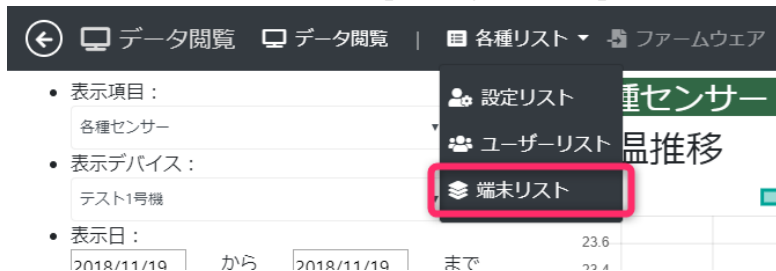 データ閲覧 データ閲覧 | 各種リスト ▼ ファームウェア
設定リスト
ユーザーリスト
端末リスト
表示項目：
各種センサー
表示デバイス：
テスト1号機
表示日：
2018/11/19 から 2018/11/19 まで
種センサー
温推移
23.6
23.4